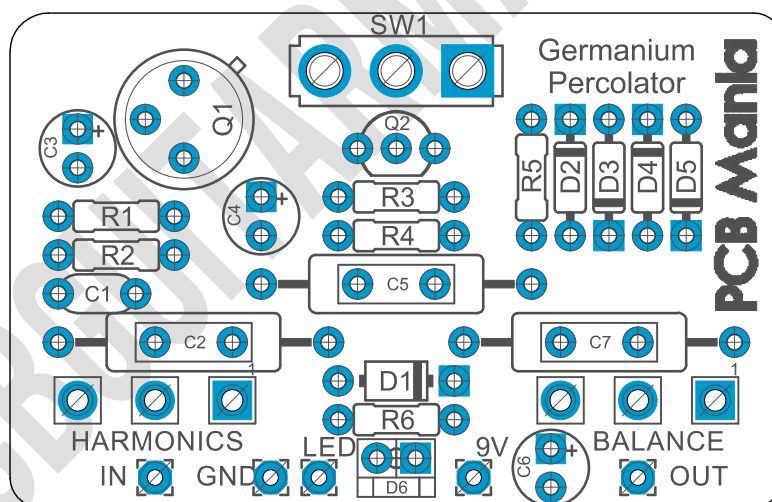 SW1
Germanium
Percolator
PCB Mania
Q1
C3
+
Q2
C4
+
R1
R2
C1
R3
R4
C5
R5
D2
D3
D4
D5
C2
1
C7
1
D1
R6
HARMONICS
LED
9V
BALANCE
IN
GND
D6
C6
+
OUT